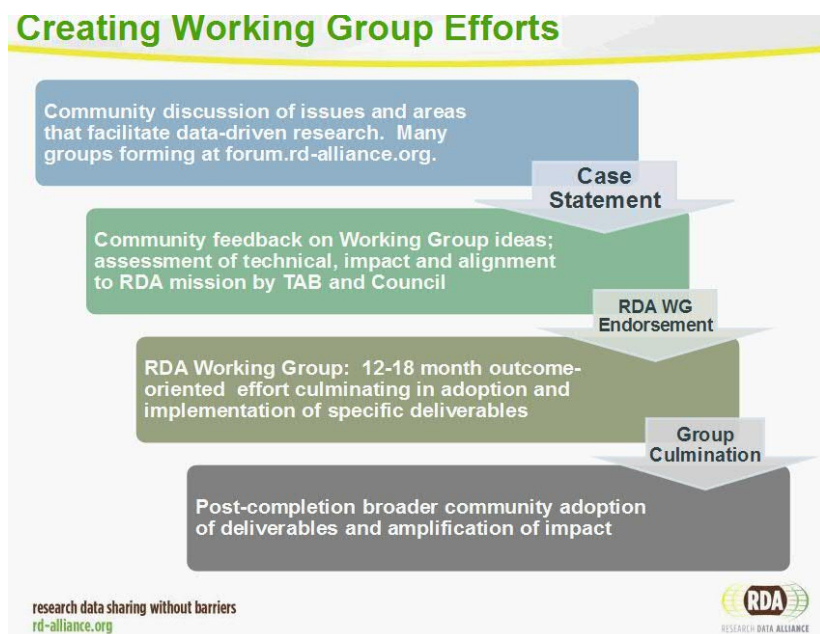 Creating Working Group Efforts
Community discussion of issues and areas
that facilitate data-driven research.  Many
groups forming at forum.rd-alliance.org.
Case
Statement
Community feedback on Working Group ideas;
assessment of technical, impact and alignment
to RDA mission by TAB and Council
RDA WG
Endorsement
RDA Working Group:  12-18 month outcome-
oriented  effort culminating in adoption and
implementation of specific deliverables
Group
Culmination
Post-completion broader community adoption
of deliverables and amplification of impact
research data sharing without barriers
rd-alliance.org
RDA
RESEARCH DATA ALLIANCE